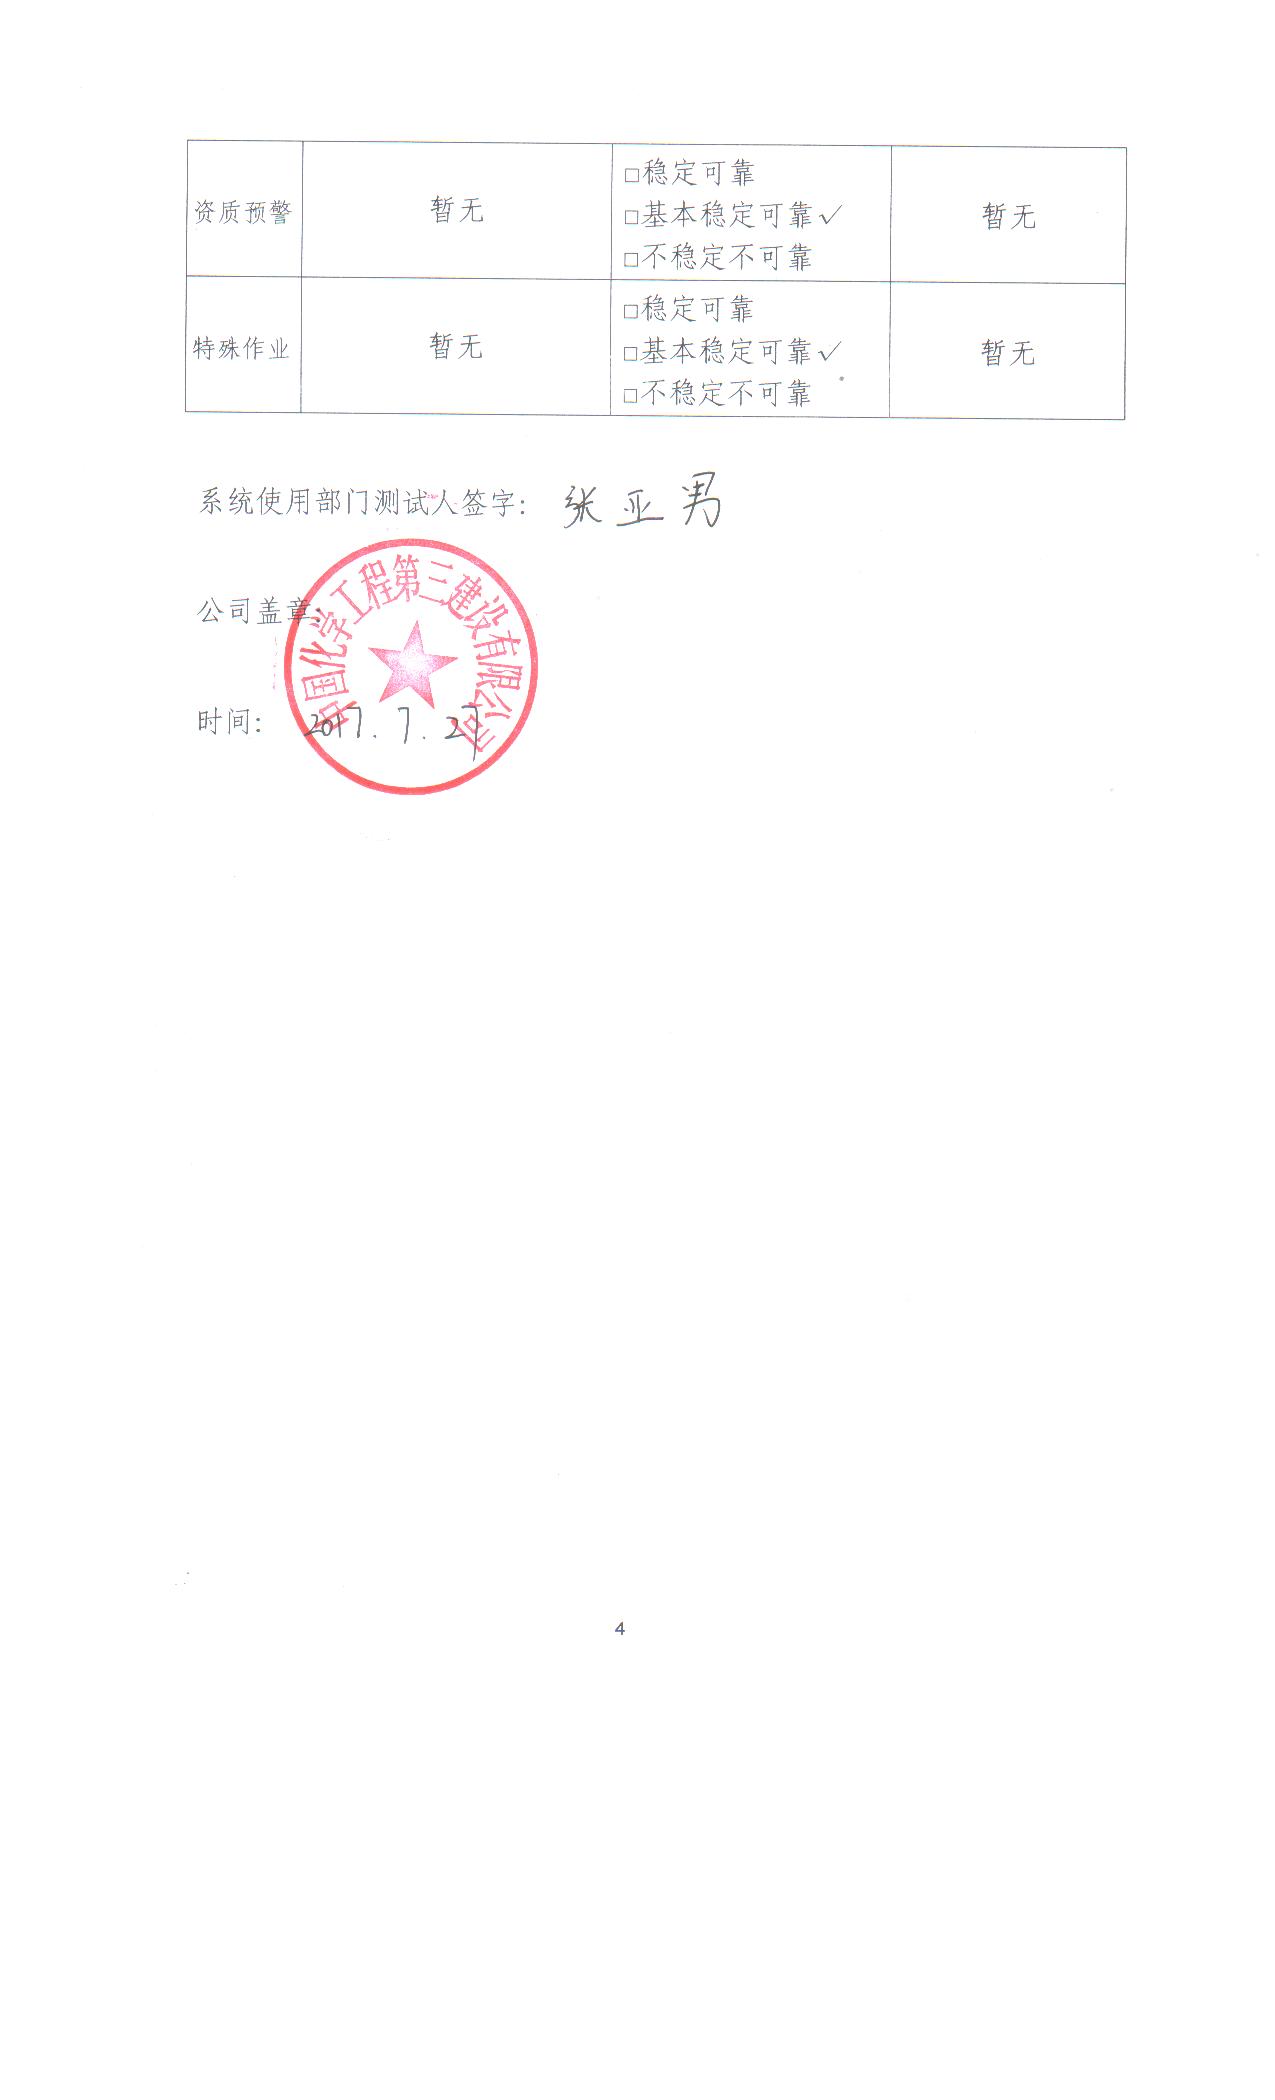 资质预警
暂无
□稳定可靠
□基本稳定可靠√
□不稳定不可靠
暂无
特殊作业
暂无
□稳定可靠
□基本稳定可靠√
□不稳定不可靠
暂无
系统使用部门测试人签字: 张亚男
公司盖章:
中国化学工程第三建设有限公司
时间: 2017.7.27
4